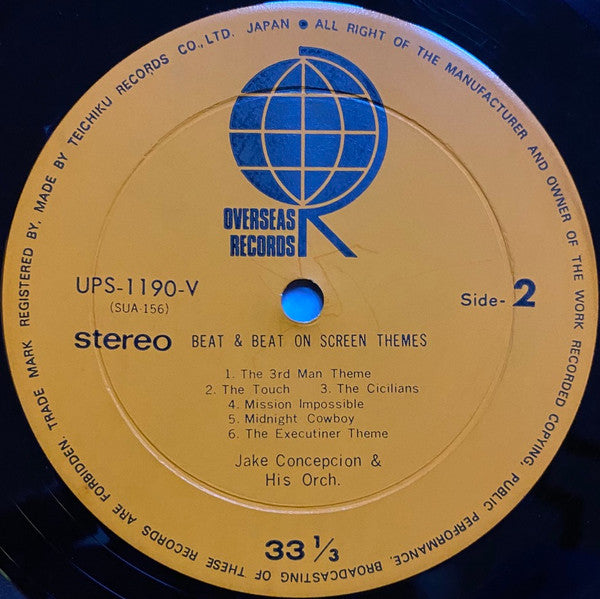 TRADE MARK REGISTERED BY, MADE BY TEICHIKU RECORDS CO., LTD. JAPAN • ALL RIGHT OF THE MANUFACTURER AND OWNER OF THE WORK RECORDED COPYING, PUBLIC PERFORMANCE, BROADCASTING OF THESE RECORDS ARE FORBIDDEN.
OVERSEAS
RECORDS
R
UPS-1190-V
(SUA-156)
Side-2
stereo BEAT & BEAT ON SCREEN THEMES
1. The 3rd Man Theme
2. The Touch 3. The Cicilians
4. Mission Impossible
5. Midnight Cowboy
6. The Executiner Theme
Jake Concepcion &
His Orch.
33 1/3